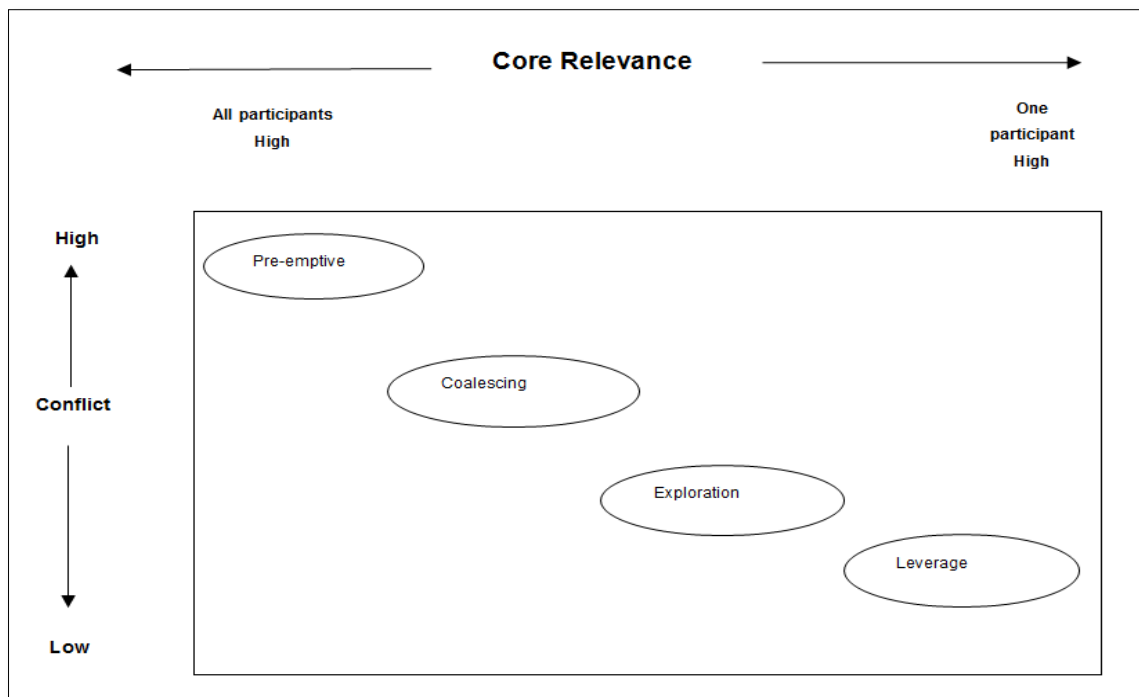 Core Relevance
All participants
High
One
participant
High
High
Pre-emptive
Coalescing
Conflict
Exploration
Leverage
Low